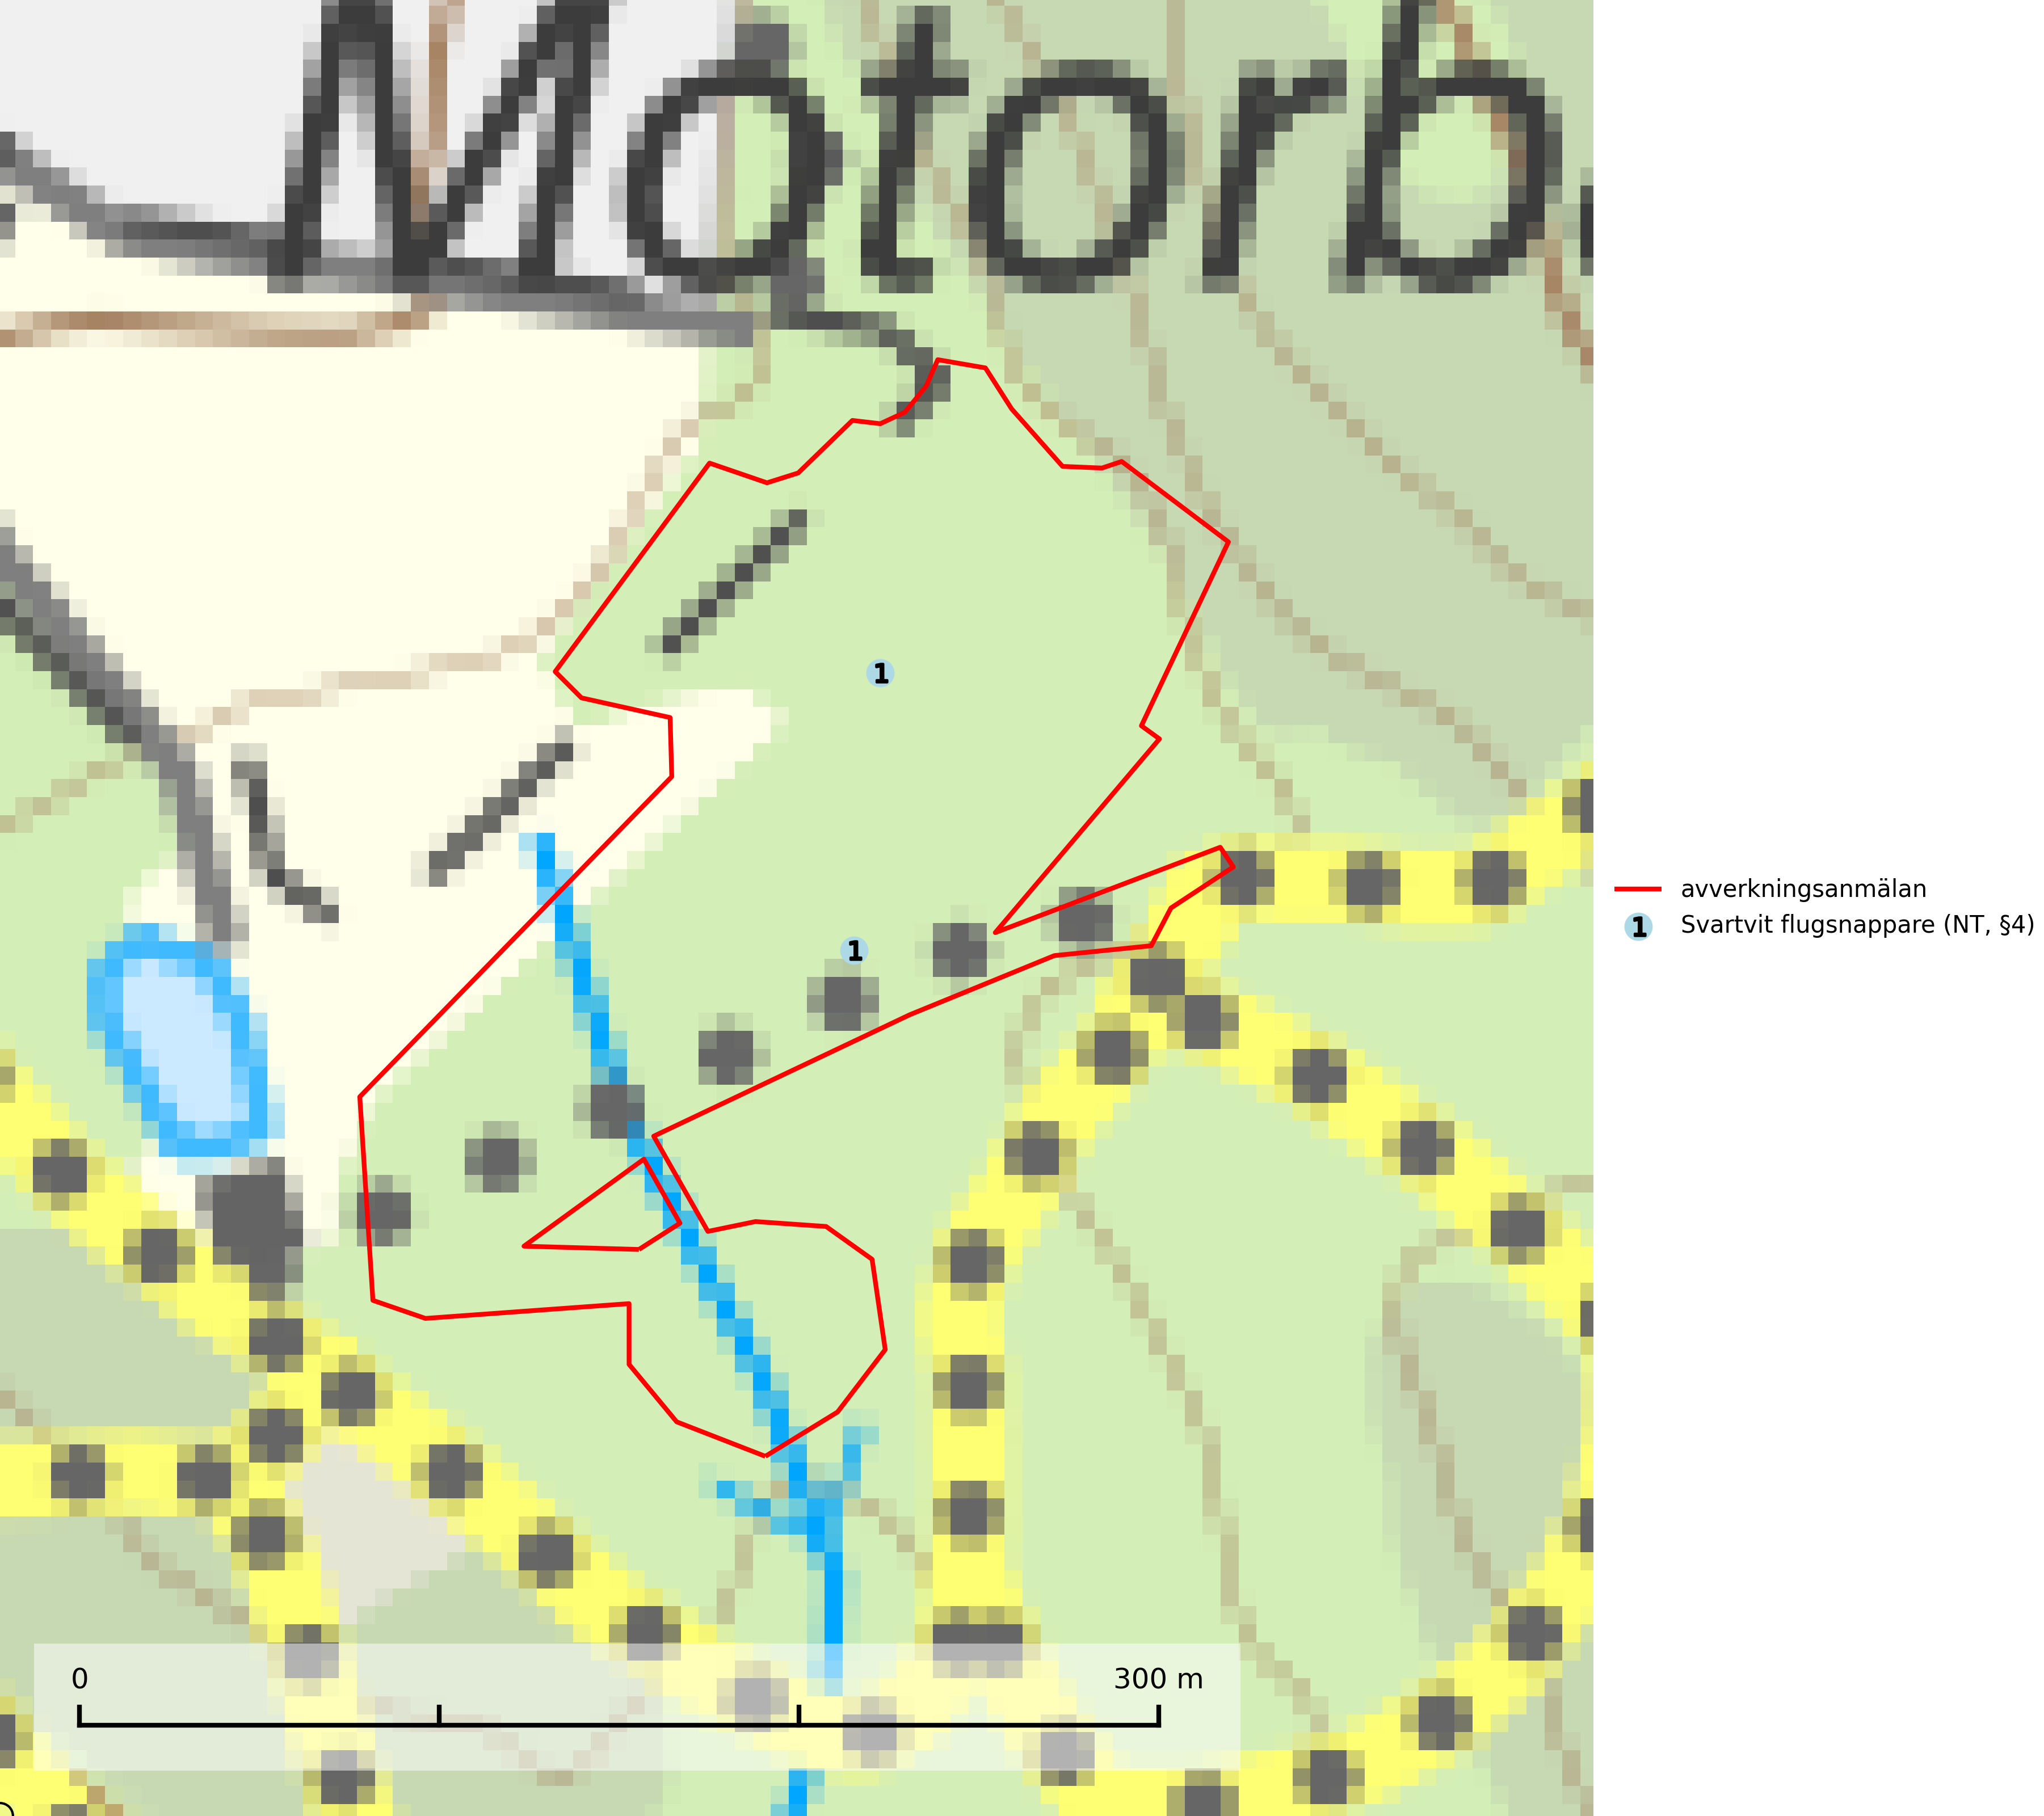 Motorb
1
1
avverkningsanmälan
1 Svartvit flugsnappare (NT, §4)
0 300 m